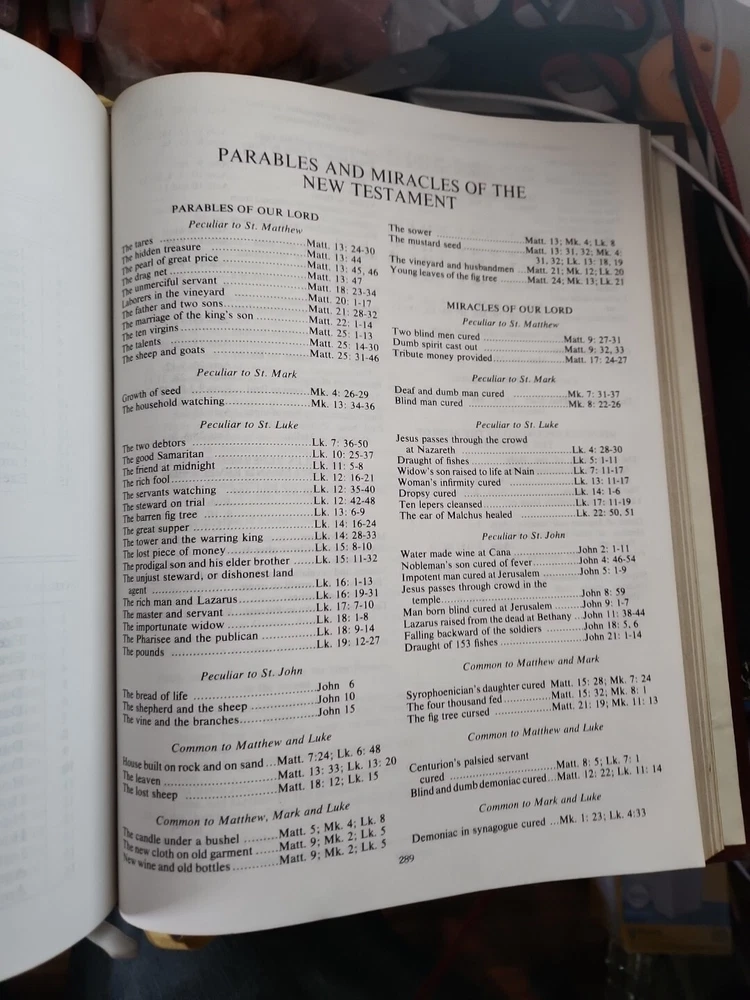 PARABLES AND MIRACLES OF THE
NEW TESTAMENT
PARABLES OF OUR LORD
Peculiar to St. Matthew
The tares ........ Matt. 13: 24-30
The hidden treasure ........ Matt. 13: 44
The pearl of great price ........ Matt. 13: 45, 46
The drag net ........ Matt. 13: 47
The unmerciful servant ........ Matt. 18: 23-34
Laborers in the vineyard ........ Matt. 20: 1-17
The father and two sons ........ Matt. 21: 28-32
The marriage of the king's son ........ Matt. 22: 1-14
The ten virgins ........ Matt. 25: 1-13
The talents ........ Matt. 25: 14-30
The sheep and goats ........ Matt. 25: 31-46
Peculiar to St. Mark
Growth of seed ........ Mk. 4: 26-29
The household watching ........ Mk. 13: 34-36
Peculiar to St. Luke
The two debtors ........ Lk. 7: 36-50
The good Samaritan ........ Lk. 10: 25-37
The friend at midnight ........ Lk. 11: 5-8
The rich fool ........ Lk. 12: 16-21
The servants watching ........ Lk. 12: 35-40
The steward on trial ........ Lk. 12: 42-48
The barren fig tree ........ Lk. 13: 6-9
The great supper ........ Lk. 14: 16-24
The tower and the warring king ........ Lk. 14: 28-33
The lost piece of money ........ Lk. 15: 8-10
The prodigal son and his elder brother ........ Lk. 15: 11-32
The unjust steward, or dishonest land
agent ........ Lk. 16: 1-13
The rich man and Lazarus ........ Lk. 16: 19-31
The master and servant ........ Lk. 17: 7-10
The importunate widow ........ Lk. 18: 1-8
The Pharisee and the publican ........ Lk. 18: 9-14
The pounds ........ Lk. 19: 12-27
Peculiar to St. John
The bread of life ........ John 6
The shepherd and the sheep ........ John 10
The vine and the branches ........ John 15
Common to Matthew and Luke
House built on rock and on sand ... Matt. 7:24; Lk. 6: 48
The leaven ........ Matt. 13: 33; Lk. 13: 20
The lost sheep ........ Matt. 18: 12; Lk. 15
Common to Matthew, Mark and Luke
The candle under a bushel ........ Matt. 5; Mk. 4; Lk. 8
The new cloth on old garment ...... Matt. 9; Mk. 2; Lk. 5
New wine and old bottles ........ Matt. 9; Mk. 2; Lk. 5
The sower ........ Matt. 13; Mk. 4; Lk. 8
The mustard seed ........ Matt. 13: 31, 32; Mk. 4:
31, 32; Lk. 13: 18, 19
The vineyard and husbandmen ... Matt. 21; Mk. 12; Lk. 20
Young leaves of the fig tree ........ Matt. 24; Mk. 13; Lk. 21
MIRACLES OF OUR LORD
Peculiar to St. Matthew
Two blind men cured ........ Matt. 9: 27-31
Dumb spirit cast out ........ Matt. 9: 32, 33
Tribute money provided ........ Matt. 17: 24-27
Peculiar to St. Mark
Deaf and dumb man cured ........ Mk. 7: 31-37
Blind man cured ........ Mk. 8: 22-26
Peculiar to St. Luke
Jesus passes through the crowd
at Nazareth ........ Lk. 4: 28-30
Draught of fishes ........ Lk. 5: 1-11
Widow's son raised to life at Nain ........ Lk. 7: 11-17
Woman's infirmity cured ........ Lk. 13: 11-17
Dropsy cured ........ Lk. 14: 1-6
Ten lepers cleansed ........ Lk. 17: 11-19
The ear of Malchus healed ........ Lk. 22: 50, 51
Peculiar to St. John
Water made wine at Cana ........ John 2: 1-11
Nobleman's son cured of fever ........ John 4: 46-54
Impotent man cured at Jerusalem ........ John 5: 1-9
Jesus passes through crowd in the
temple ........ John 8: 59
Man born blind cured at Jerusalem ........ John 9: 1-7
Lazarus raised from the dead at Bethany .. John 11: 38-44
Falling backward of the soldiers ........ John 18: 5, 6
Draught of 153 fishes ........ John 21: 1-14
Common to Matthew and Mark
Syrophoenician's daughter cured Matt. 15: 28; Mk. 7: 24
The four thousand fed ........ Matt. 15: 32; Mk. 8: 1
The fig tree cursed ........ Matt. 21: 19; Mk. 11: 13
Common to Matthew and Luke
Centurion's palsied servant
cured ........ Matt. 8: 5; Lk. 7: 1
Blind and dumb demoniac cured ... Matt. 12: 22; Lk. 11: 14
Common to Mark and Luke
Demoniac in synagogue cured ... Mk. 1: 23; Lk. 4:33
289